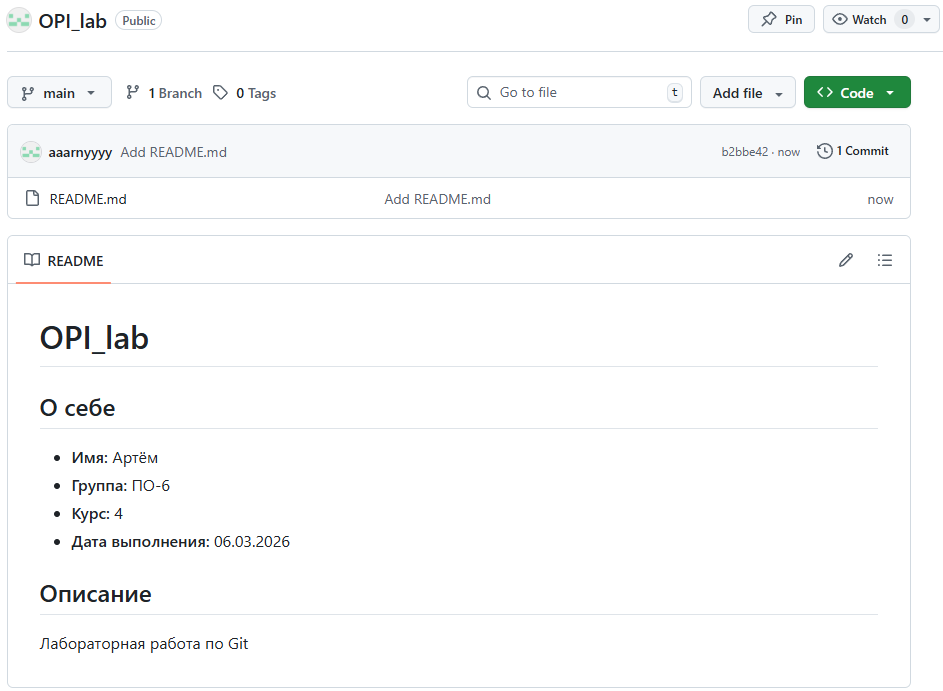 OPI_lab Public Pin Watch 0
main 1 Branch 0 Tags Go to file t Add file Code
aaarnyyyy Add README.md b2bbe42 · now 1 Commit
README.md Add README.md now
README
OPI_lab
О себе
Имя: Артём
Группа: ПО-6
Курс: 4
Дата выполнения: 06.03.2026
Описание
Лабораторная работа по Git